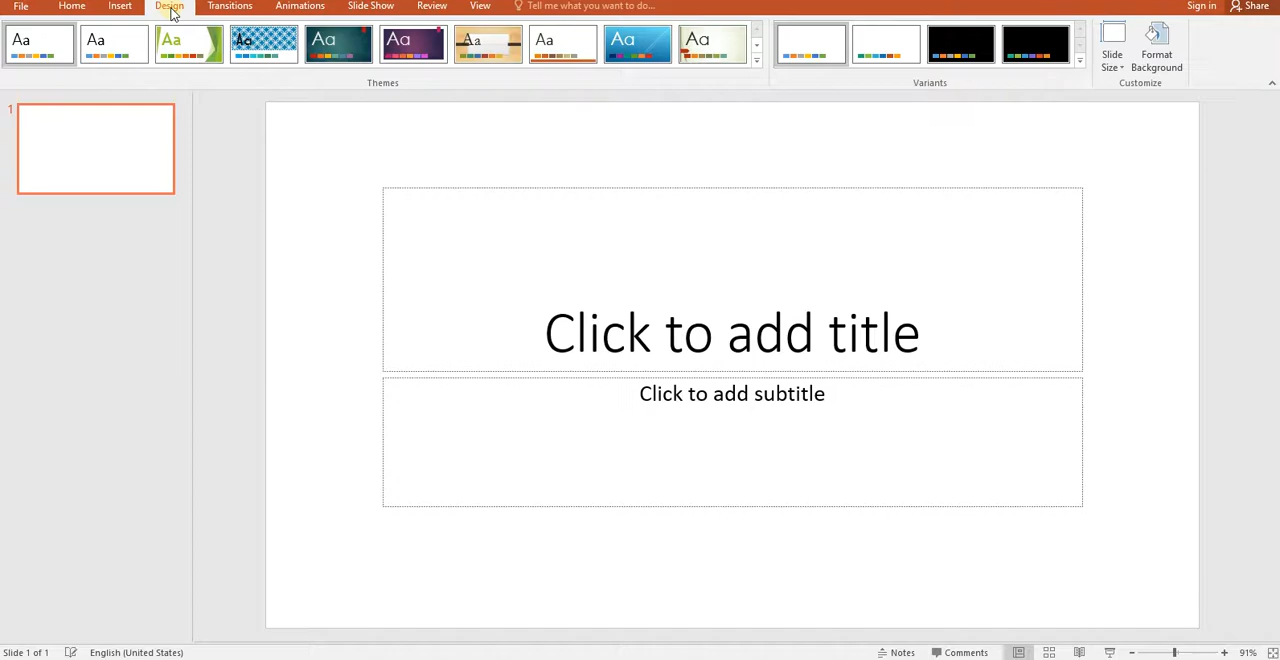 File Home Insert Design Transitions Animations Slide Show Review View Tell me what you want to do... Sign in Share
Aa Aa Aa Aa Aa Aa Aa Aa Aa Aa
Slide Size
Format Background
Themes Variants Customize
1
Click to add title
Click to add subtitle
Slide 1 of 1 English (United States) Notes Comments 91%